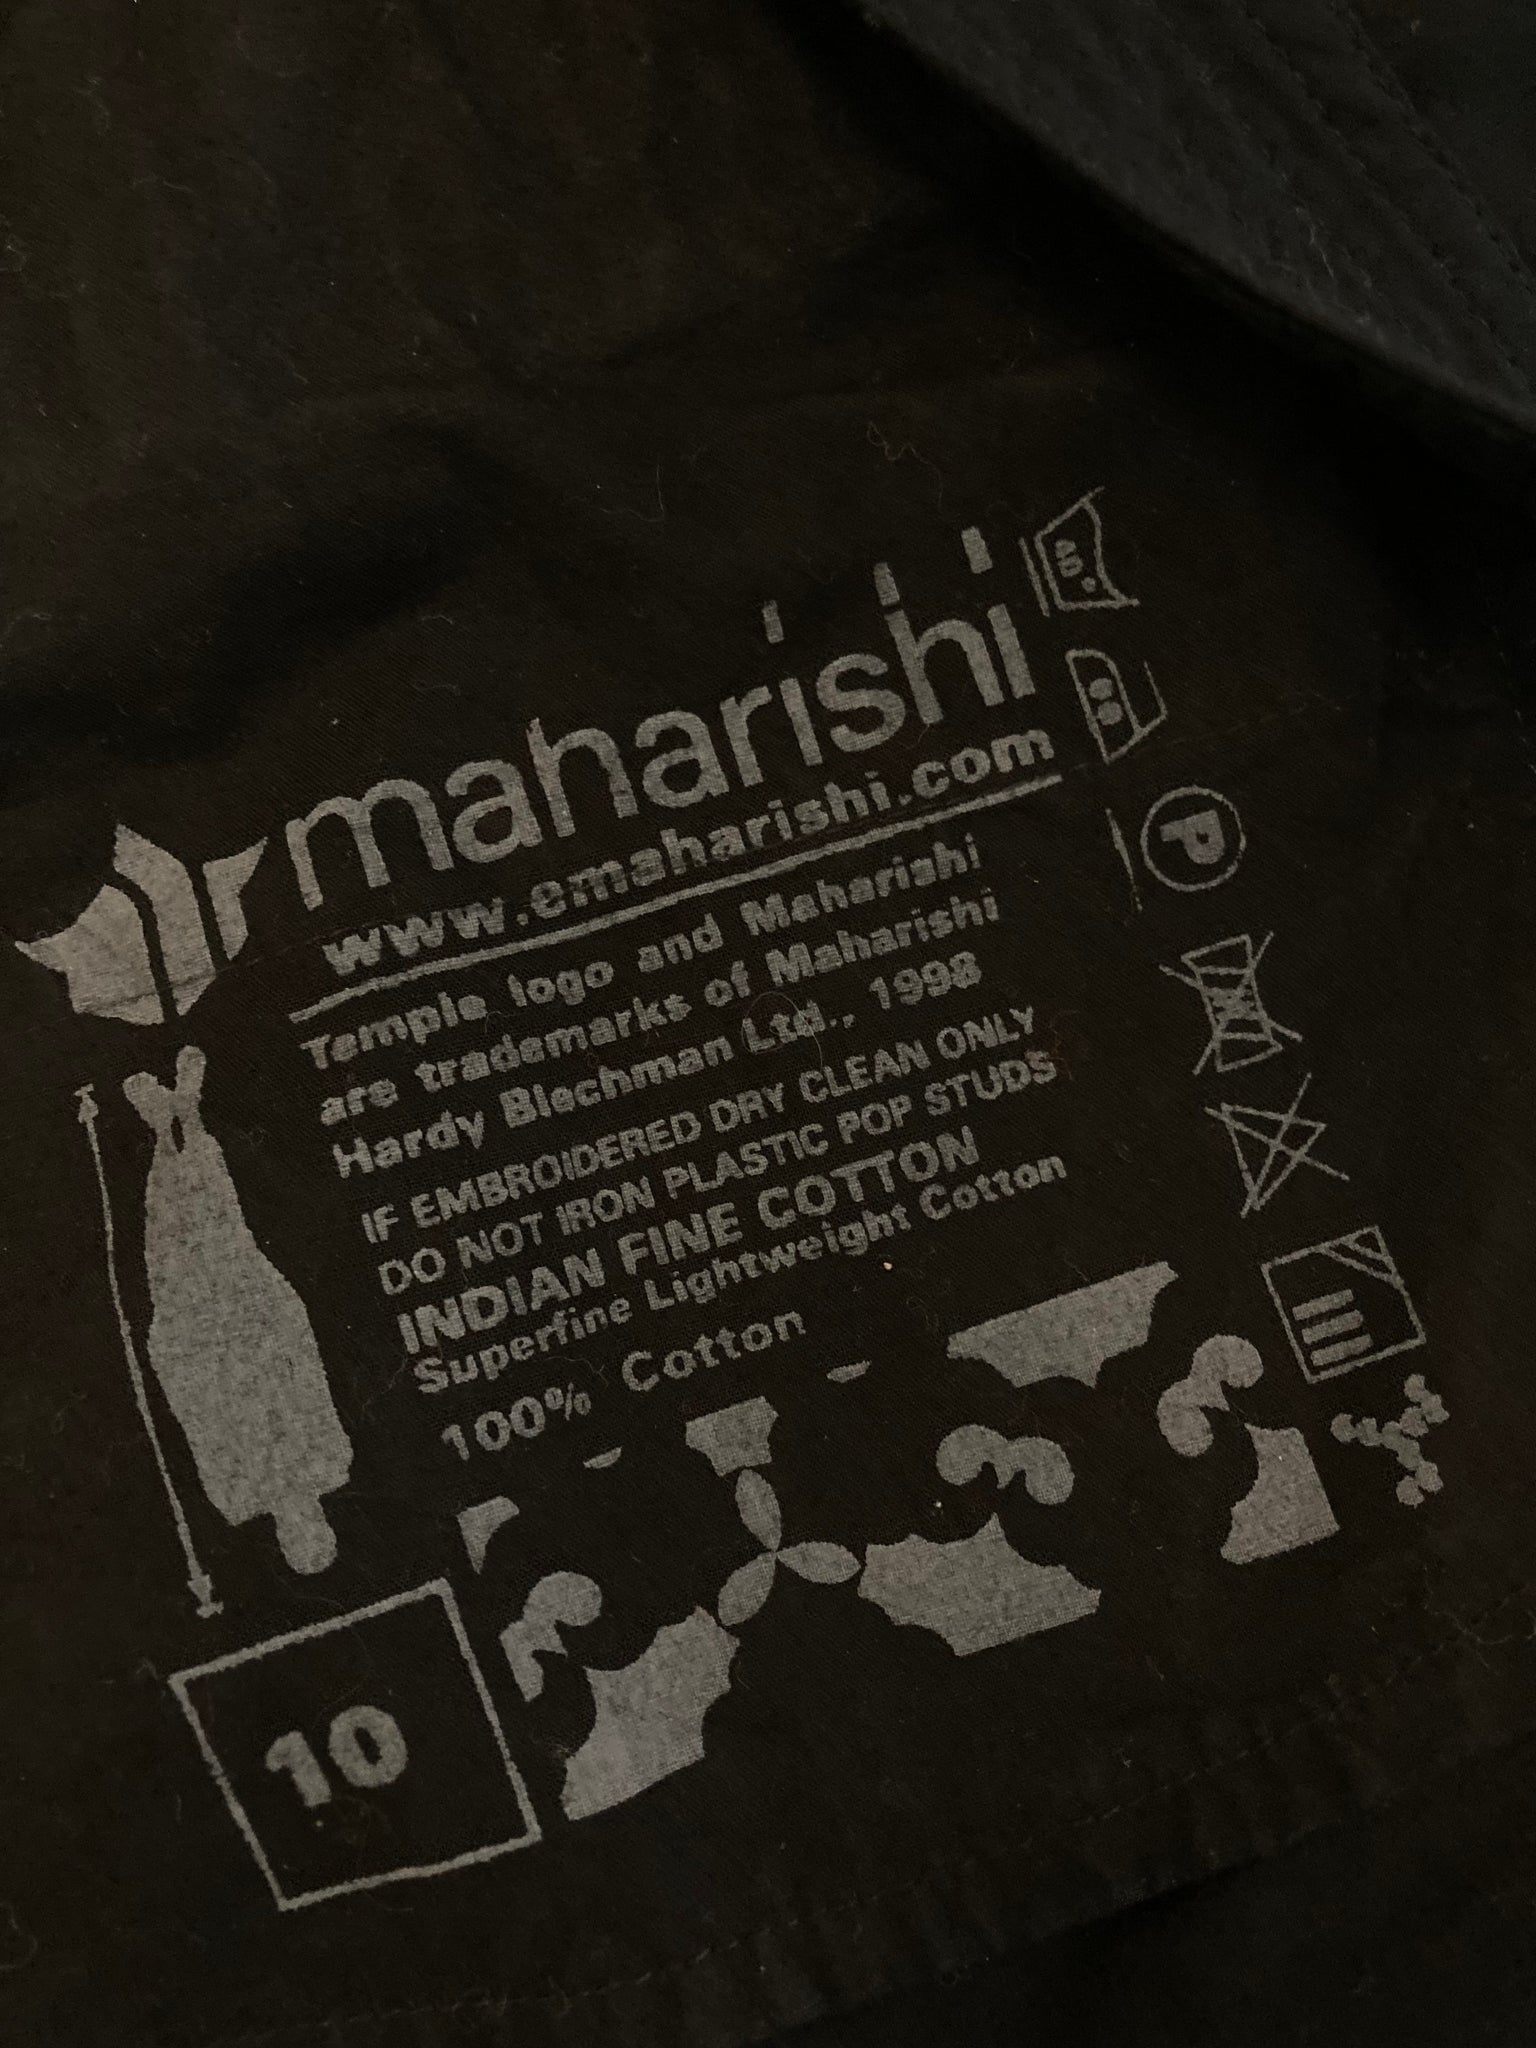 maharishi
www.emaharishi.com
Temple logo and Maharishi
are trademarks of Maharishi
Hardy Blechman Ltd., 1998
IF EMBROIDERED DRY CLEAN ONLY
DO NOT IRON PLASTIC POP STUDS
INDIAN FINE COTTON
Superfine Lightweight Cotton
100% Cotton
10
40
P